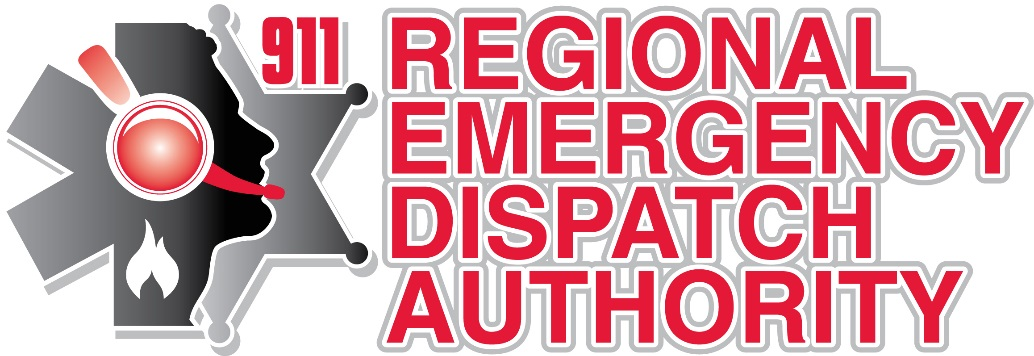 911
REGIONAL
EMERGENCY
DISPATCH
AUTHORITY